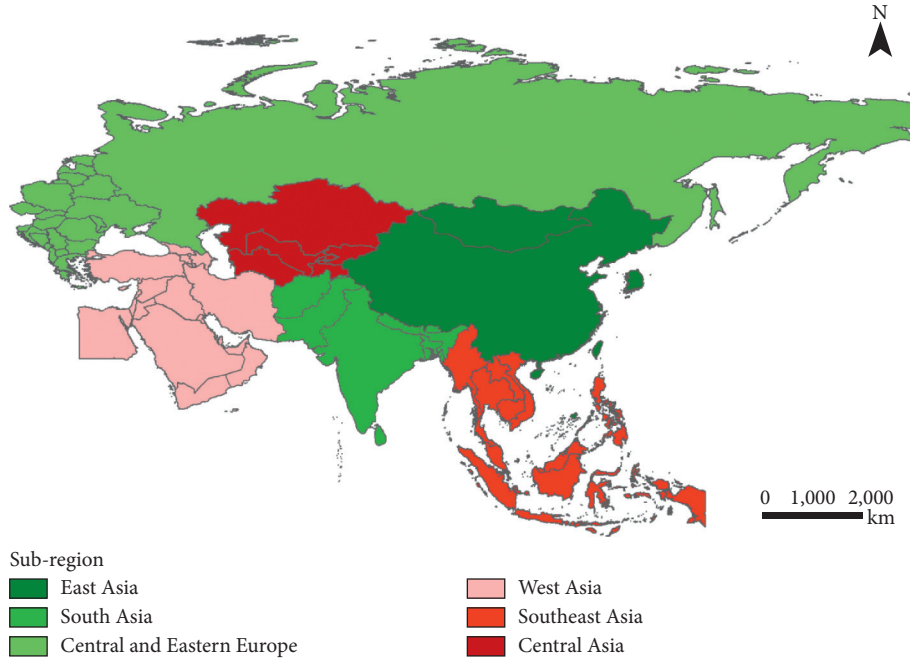 N
0 1,000 2,000
km
Sub-region
East Asia
South Asia
Central and Eastern Europe
West Asia
Southeast Asia
Central Asia